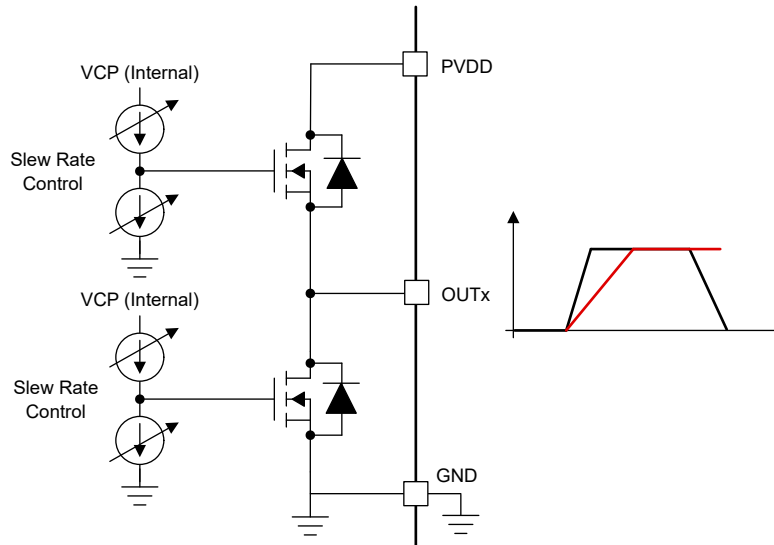 VCP (Internal)
PVDD
Slew Rate
Control
VCP (Internal)
OUTx
Slew Rate
Control
GND